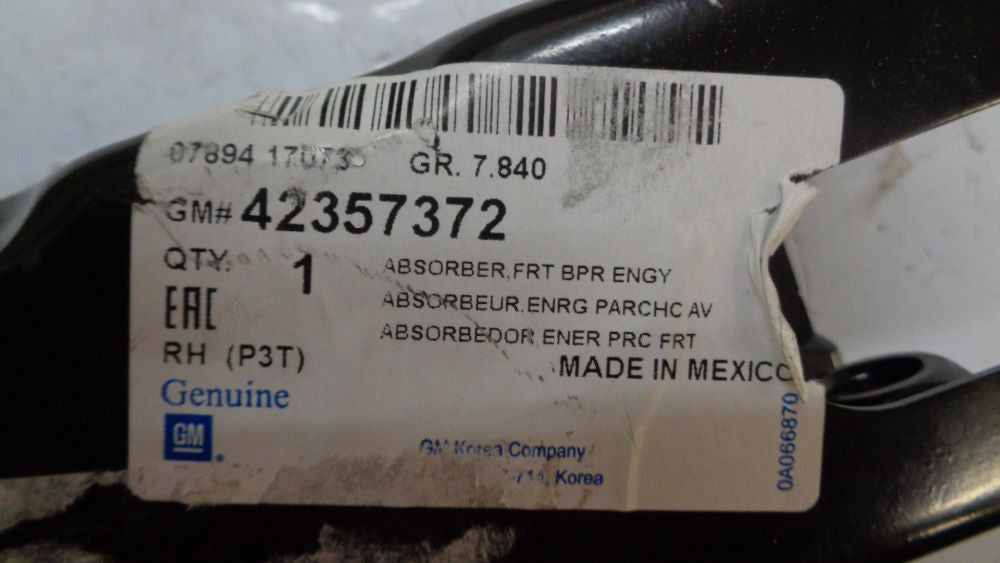 07894 GR. 7.840
GM# 42357372
QTY. 1
ABSORBER,FRT BPR ENGY
ABSORBEUR,ENRG PARCHC AV
ABSORBEDOR,ENER PRC FRT
EAC
RH (P3T)
MADE IN MEXICO
Genuine
GM
GM Korea Company
Korea
0A066870